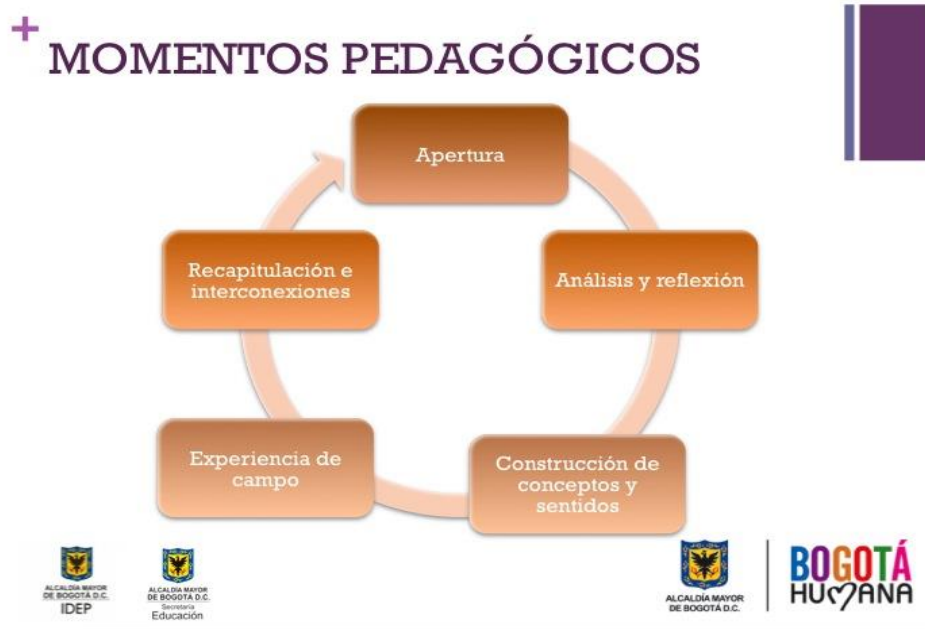 +
MOMENTOS PEDAGÓGICOS
Apertura
Análisis y reflexión
Construcción de
conceptos y
sentidos
Experiencia de
campo
Recapitulación e
interconexiones
ALCALDÍA MAYOR
DE BOGOTÁ D.C.
IDEP
ALCALDÍA MAYOR
DE BOGOTÁ D.C.
Secretaría
Educación
ALCALDÍA MAYOR
DE BOGOTÁ D.C.
BOGOTÁ
HUMANA